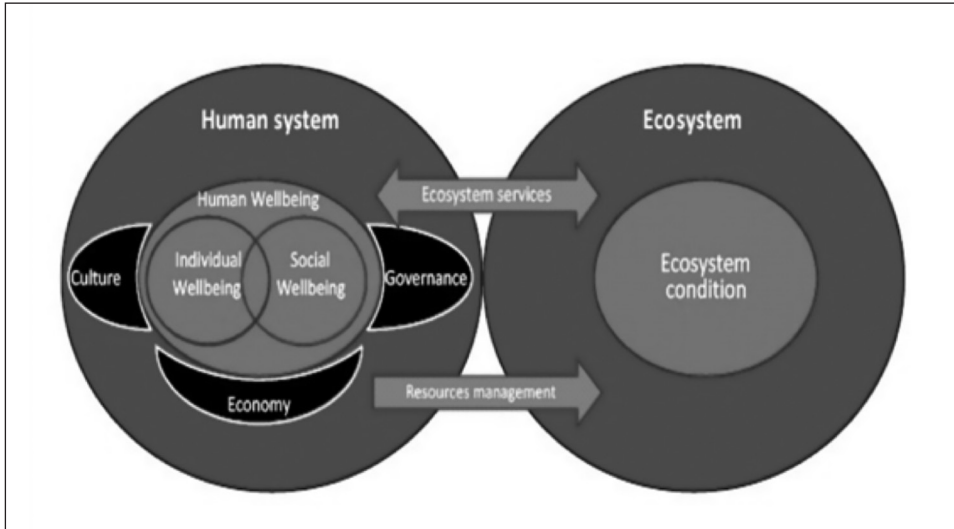 Human system
Ecosystem
Ecosystem services
Human Wellbeing
Individual
Wellbeing
Social
Wellbeing
Culture
Governance
Ecosystem
condition
Economy
Resources management